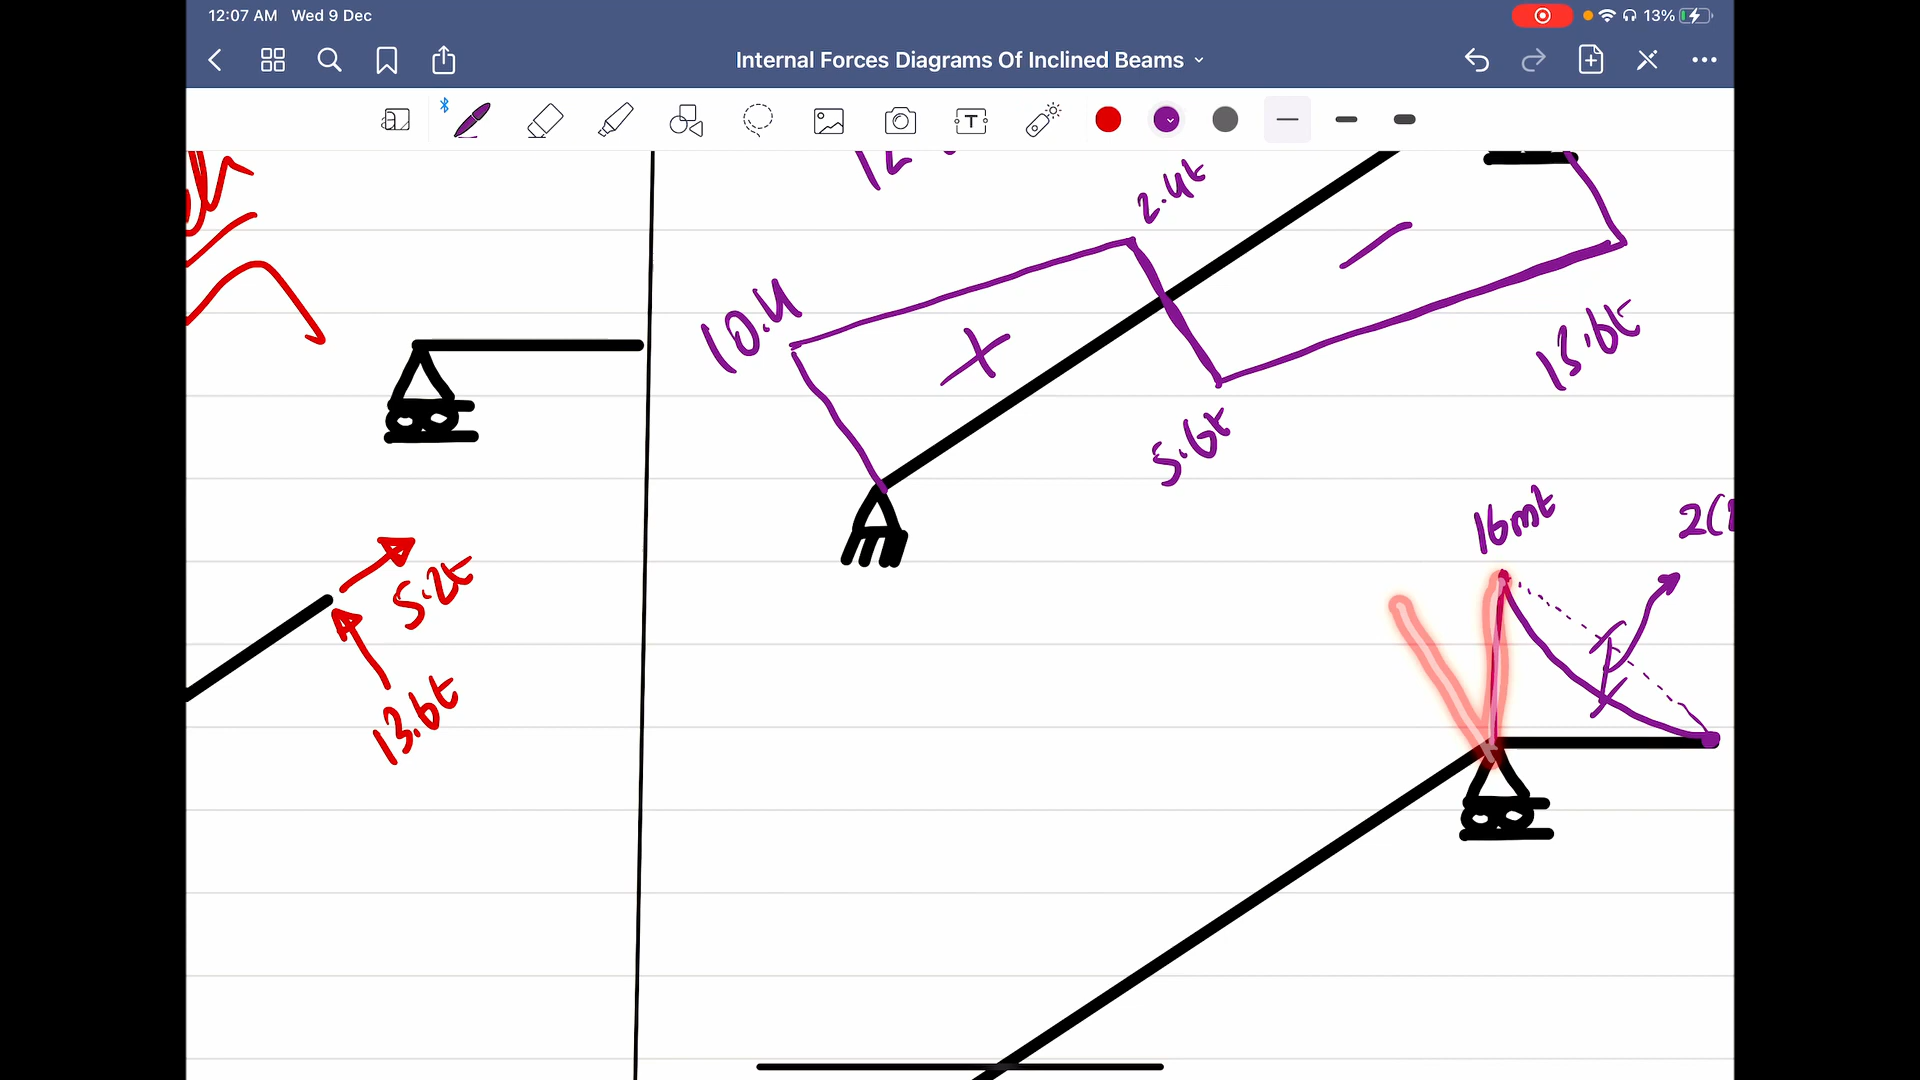 12:07 AM Wed 9 Dec
13%
Internal Forces Diagrams Of Inclined Beams
T
2.4t
10.4
+
13.6t
5.6t
16mt
2(
5.2t
13.6t